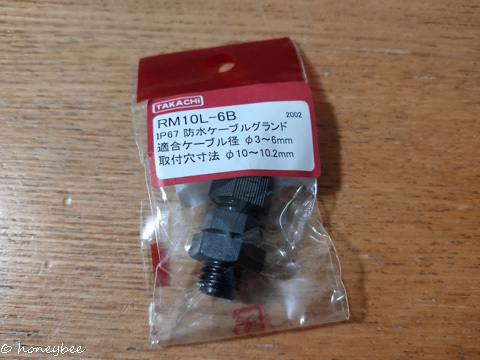 TAKACHI
RM10L-6B
2002
IP67 防水ケーブルグランド
適合ケーブル径 φ3～6mm
取付穴寸法 φ10～10.2mm
© honeybee